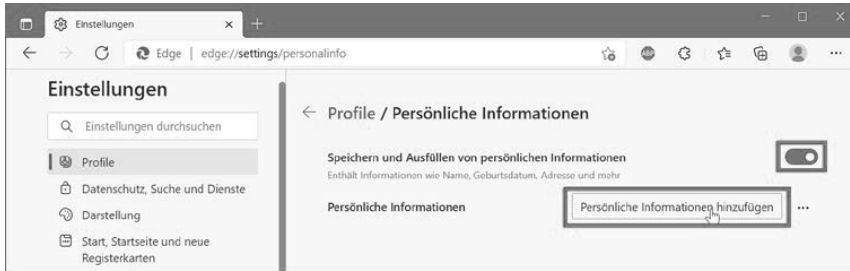 Einstellungen
Edge | edge://settings/personalinfo
ABP
Einstellungen
Einstellungen durchsuchen
Profile
Datenschutz, Suche und Dienste
Darstellung
Start, Startseite und neue
Registerkarten
Profile / Persönliche Informationen
Speichern und Ausfüllen von persönlichen Informationen
Enthält Informationen wie Name, Geburtsdatum, Adresse und mehr
Persönliche Informationen
Persönliche Informationen hinzufügen